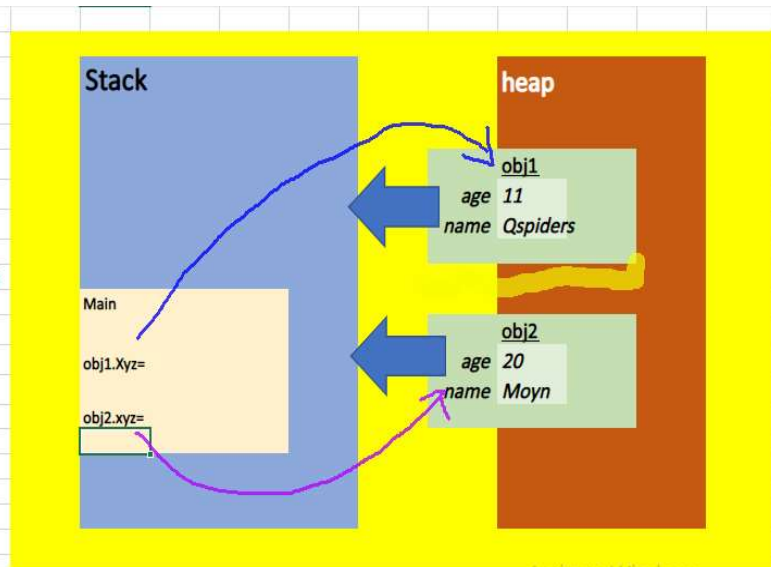 Stack
heap
obj1
age 11
name Qspiders
Main
obj1.Xyz=
obj2.xyz=
obj2
age 20
name Moyn